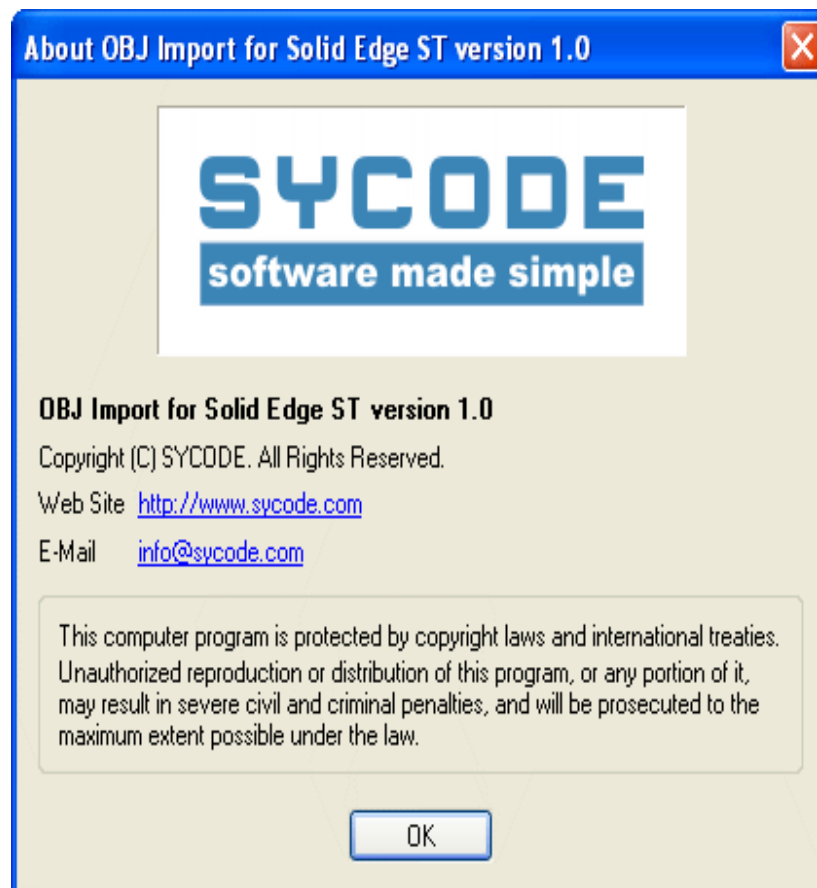 About OBJ Import for Solid Edge ST version 1.0
SYCODE
software made simple
OBJ Import for Solid Edge ST version 1.0
Copyright (C) SYCODE. All Rights Reserved.
Web Site http://www.sycode.com
E-Mail info@sycode.com
This computer program is protected by copyright laws and international treaties.
Unauthorized reproduction or distribution of this program, or any portion of it,
may result in severe civil and criminal penalties, and will be prosecuted to the
maximum extent possible under the law.
OK